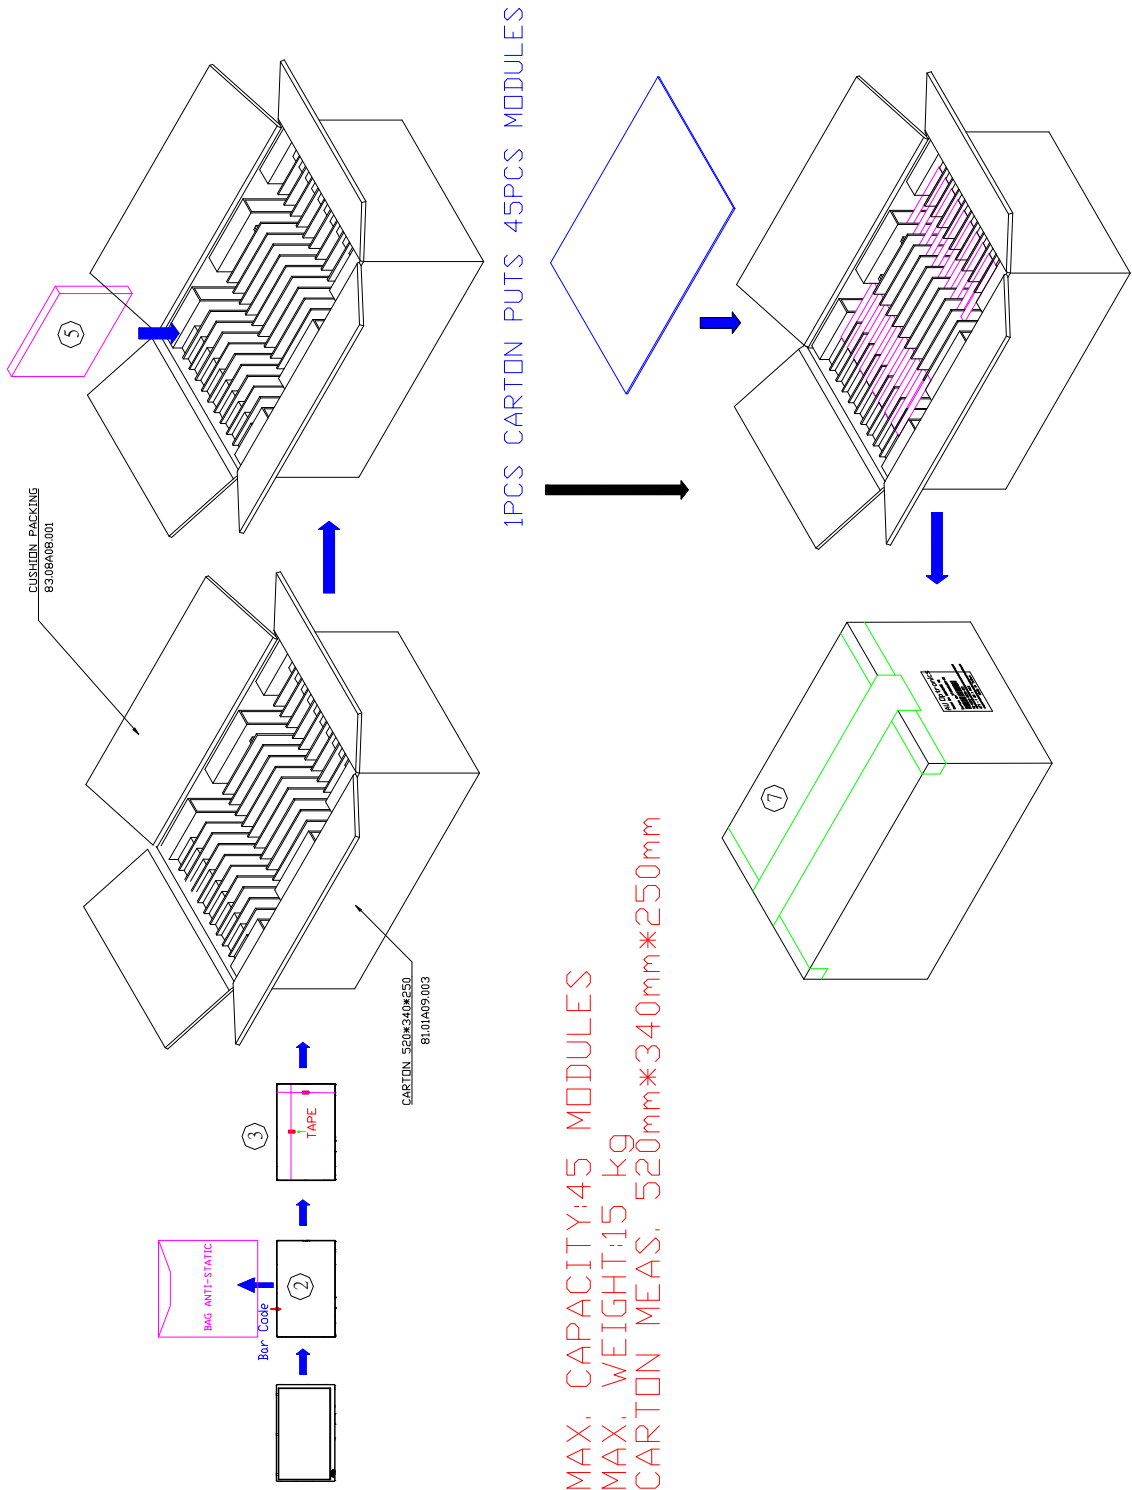 CUSHION PACKING
83.08A08.001
CARTON 520*340*250
81.01A09.003
5
1PCS CARTON PUTS 45PCS MODULES
3
TAPE
BAG ANTI-STATIC
Bar Code
2
7
MAX. CAPACITY:45 MODULES
MAX. WEIGHT:15 kg
CARTON MEAS. 520mm*340mm*250mm